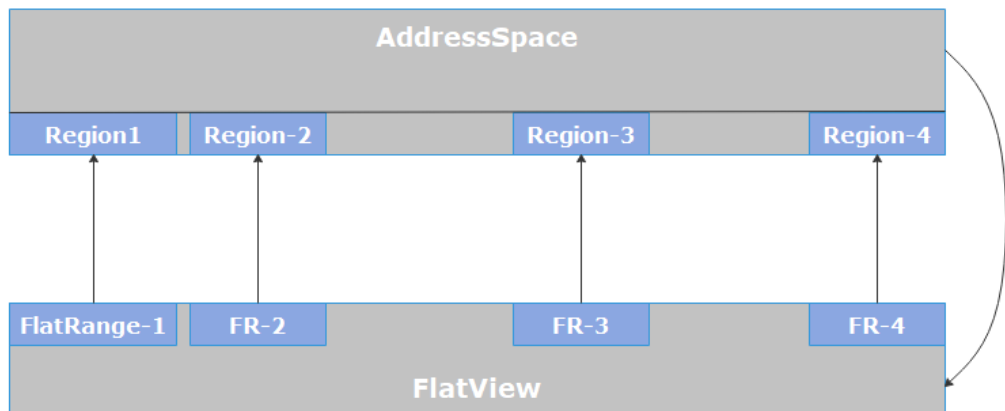 AddressSpace
Region1 Region-2 Region-3 Region-4
FlatRange-1 FR-2 FR-3 FR-4
FlatView